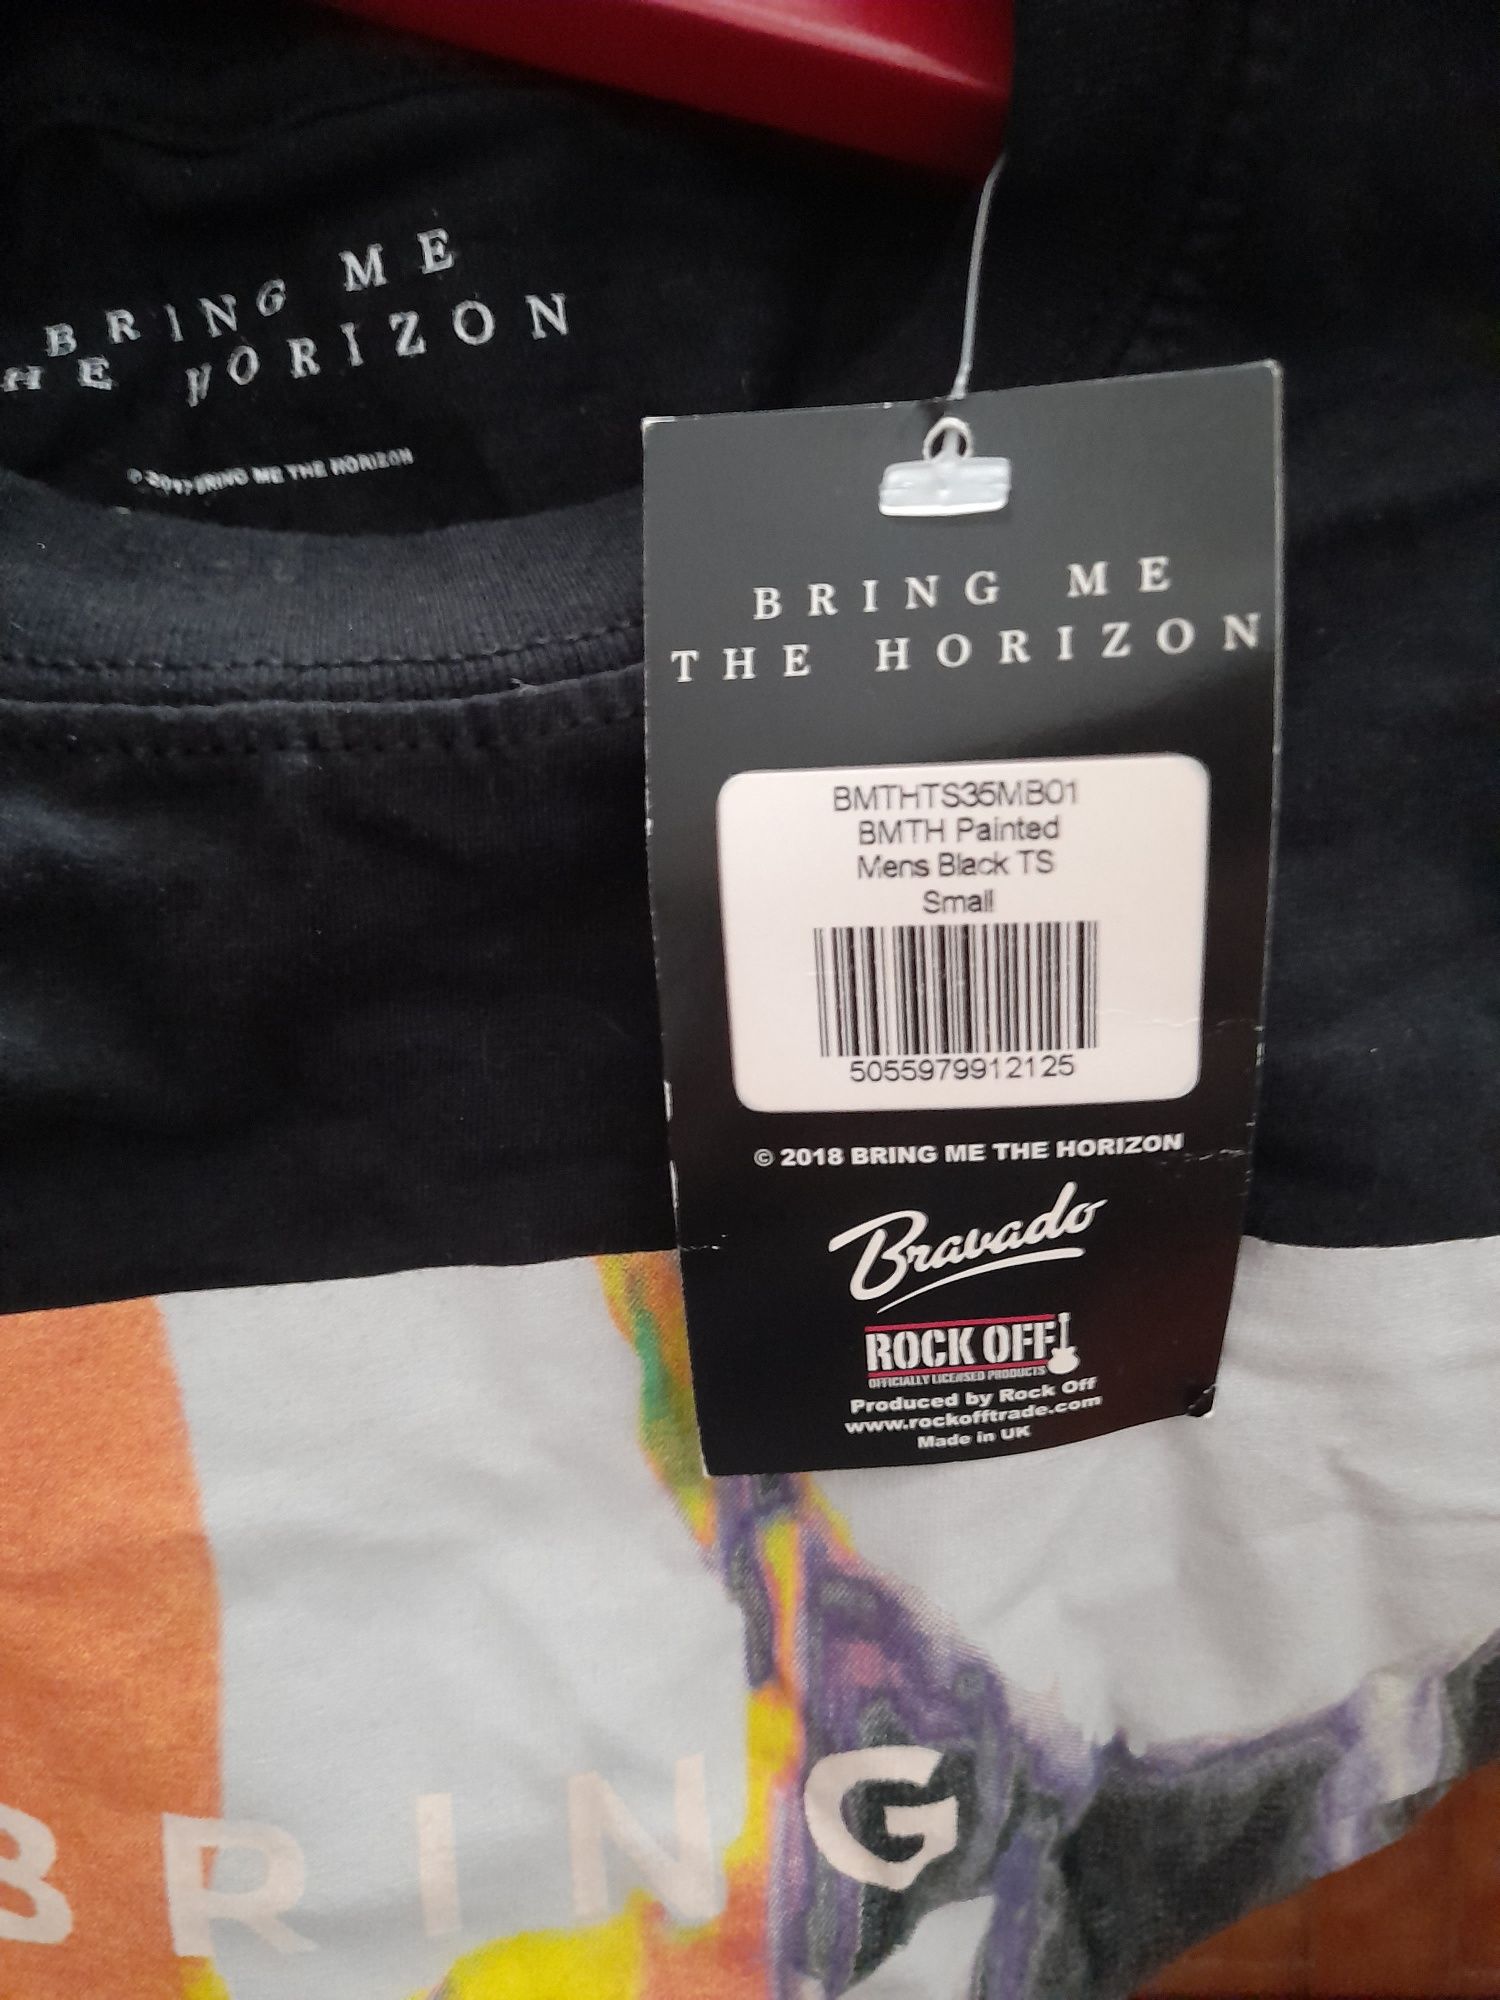 BRING ME
HE HORIZON
© 2017 BRING ME THE HORIZON
BRING ME
THE HORIZON
BMTHTS35MB01
BMTH Painted
Mens Black TS
Small
5055979912125
© 2018 BRING ME THE HORIZON
Bravado
ROCK OFF
OFFICIALLY LICENSED PRODUCTS
Produced by Rock Off
www.rockofftrade.com
Made in UK
BRING